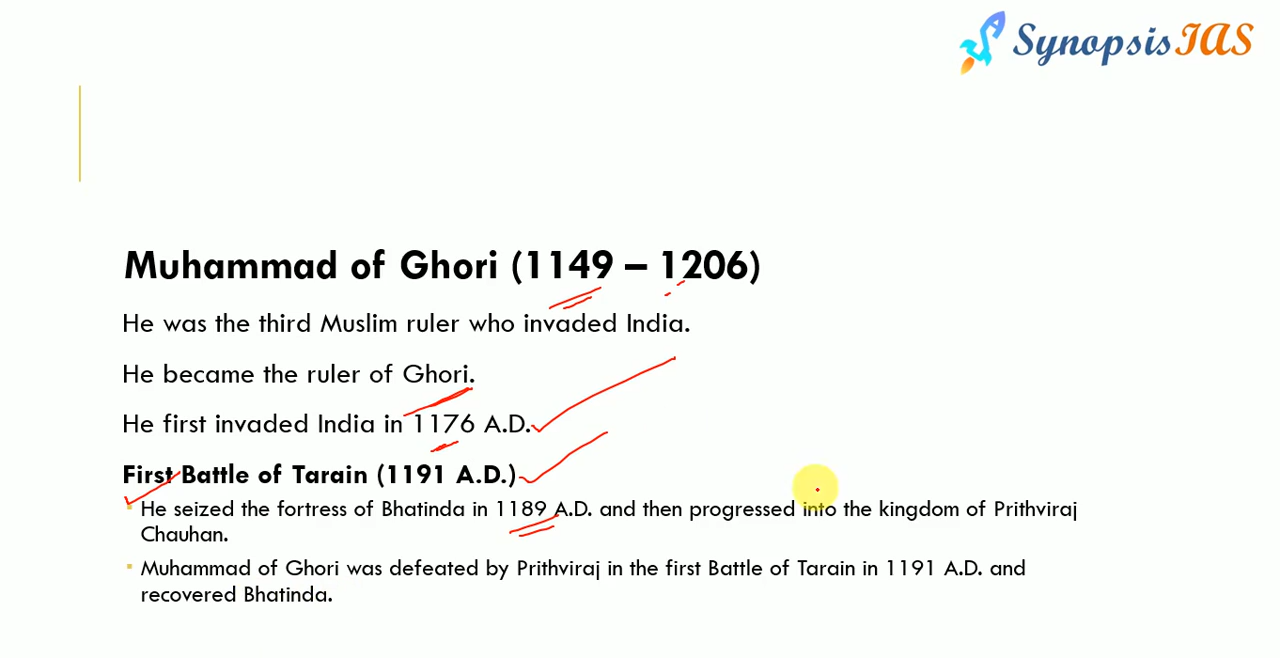 SynopsisIAS
Muhammad of Ghori (1149 – 1206)
He was the third Muslim ruler who invaded India.
He became the ruler of Ghori.
He first invaded India in 1176 A.D.
First Battle of Tarain (1191 A.D.)
▪ He seized the fortress of Bhatinda in 1189 A.D. and then progressed into the kingdom of Prithviraj
Chauhan.
▪ Muhammad of Ghori was defeated by Prithviraj in the first Battle of Tarain in 1191 A.D. and
recovered Bhatinda.